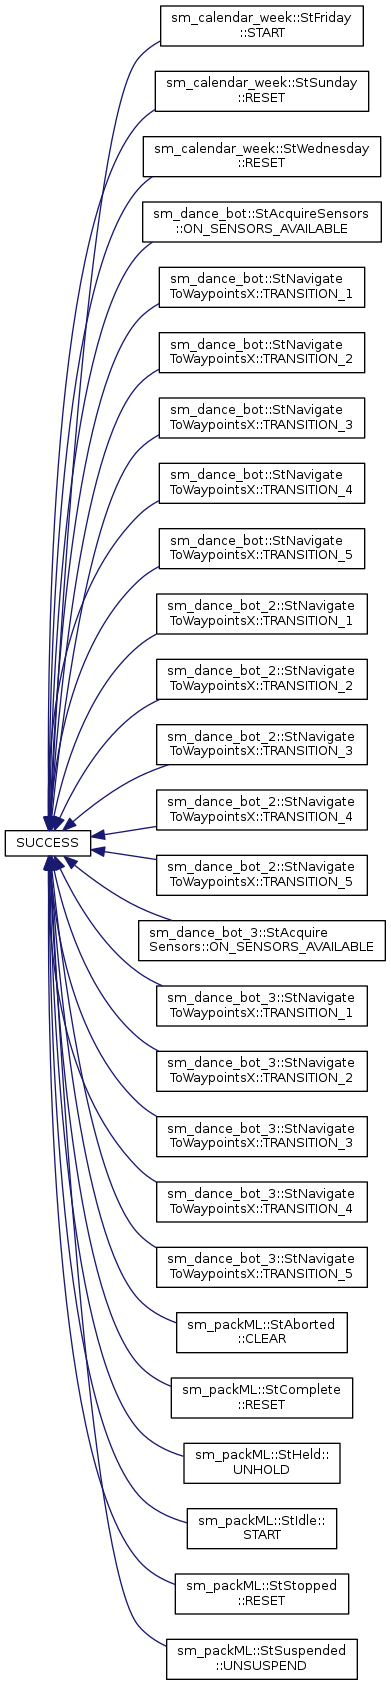 sm_calendar_week::StFriday
::START
sm_calendar_week::StSunday
::RESET
sm_calendar_week::StWednesday
::RESET
sm_dance_bot::StAcquireSensors
::ON_SENSORS_AVAILABLE
sm_dance_bot::StNavigate
ToWaypointsX::TRANSITION_1
sm_dance_bot::StNavigate
ToWaypointsX::TRANSITION_2
sm_dance_bot::StNavigate
ToWaypointsX::TRANSITION_3
sm_dance_bot::StNavigate
ToWaypointsX::TRANSITION_4
sm_dance_bot::StNavigate
ToWaypointsX::TRANSITION_5
sm_dance_bot_2::StNavigate
ToWaypointsX::TRANSITION_1
sm_dance_bot_2::StNavigate
ToWaypointsX::TRANSITION_2
sm_dance_bot_2::StNavigate
ToWaypointsX::TRANSITION_3
sm_dance_bot_2::StNavigate
ToWaypointsX::TRANSITION_4
SUCCESS
sm_dance_bot_2::StNavigate
ToWaypointsX::TRANSITION_5
sm_dance_bot_3::StAcquire
Sensors::ON_SENSORS_AVAILABLE
sm_dance_bot_3::StNavigate
ToWaypointsX::TRANSITION_1
sm_dance_bot_3::StNavigate
ToWaypointsX::TRANSITION_2
sm_dance_bot_3::StNavigate
ToWaypointsX::TRANSITION_3
sm_dance_bot_3::StNavigate
ToWaypointsX::TRANSITION_4
sm_dance_bot_3::StNavigate
ToWaypointsX::TRANSITION_5
sm_packML::StAborted
::CLEAR
sm_packML::StComplete
::RESET
sm_packML::StHeld::
UNHOLD
sm_packML::StIdle::
START
sm_packML::StStopped
::RESET
sm_packML::StSuspended
::UNSUSPEND